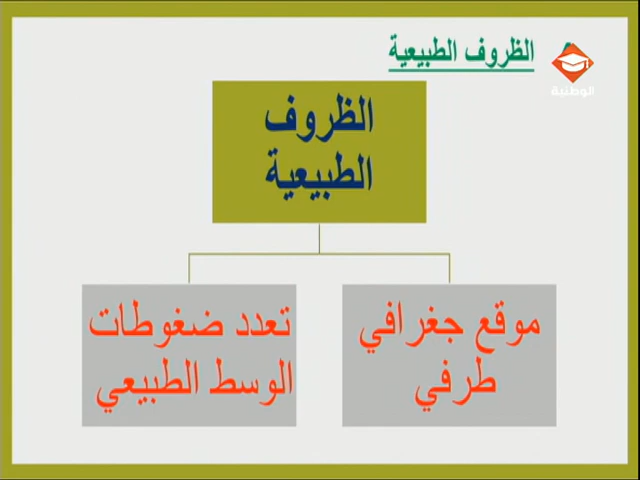 الظروف الطبيعية
الوطنية
الظروف
الطبيعية
موقع جغرافي
طرفي
تعدد ضغوطات
الوسط الطبيعي